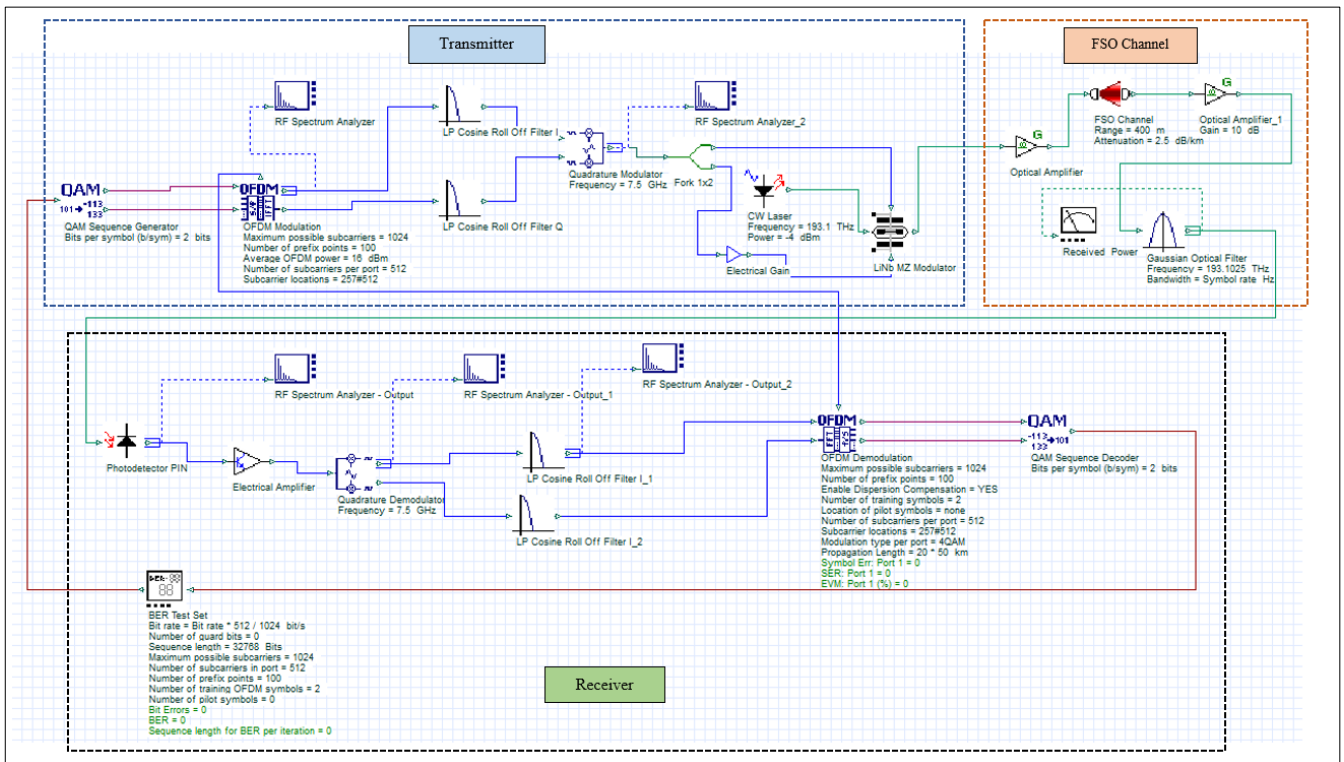 Transmitter
FSO Channel
RF Spectrum Analyzer
LP Cosine Roll Off Filter I
RF Spectrum Analyzer_2
FSO Channel
Range = 400 m
Attenuation = 2.5 dB/km
Optical Amplifier_1
Gain = 10 dB
Quadrature Modulator
Frequency = 7.5 GHz
Fork 1x2
Optical Amplifier
QAM
101 -113
133
QAM Sequence Generator
Bits per symbol (b/sym) = 2 bits
OFDM
OFDM Modulation
Maximum possible subcarriers = 1024
Number of prefix points = 100
Average OFDM power = 16 dBm
Number of subcarriers per port = 512
Subcarrier locations = 257#512
LP Cosine Roll Off Filter Q
CW Laser
Frequency = 193.1 THz
Power = -4 dBm
Electrical Gain
LiNb MZ Modulator
Received Power
Gaussian Optical Filter
Frequency = 193.1025 THz
Bandwidth = Symbol rate Hz
RF Spectrum Analyzer - Output
RF Spectrum Analyzer - Output_1
RF Spectrum Analyzer - Output_2
Photodetector PIN
Electrical Amplifier
Quadrature Demodulator
Frequency = 7.5 GHz
LP Cosine Roll Off Filter I_1
LP Cosine Roll Off Filter I_2
OFDM
OFDM Demodulation
Maximum possible subcarriers = 1024
Number of prefix points = 100
Enable Dispersion Compensation = YES
Number of training symbols = 2
Location of pilot symbols = none
Number of subcarriers per port = 512
Subcarrier locations = 257#512
Modulation type per port = 4QAM
Propagation Length = 20 * 50 km
Symbol Err: Port 1 = 0
SER: Port 1 = 0
EVM: Port 1 (%) = 0
QAM
-113 101
133
QAM Sequence Decoder
Bits per symbol (b/sym) = 2 bits
BER Test Set
Bit rate = Bit rate * 512 / 1024 bit/s
Number of guard bits = 0
Sequence length = 32768 Bits
Maximum possible subcarriers = 1024
Number of subcarriers in port = 512
Number of prefix points = 100
Number of training OFDM symbols = 2
Number of pilot symbols = 0
Bit Errors = 0
BER = 0
Sequence length for BER per iteration = 0
Receiver